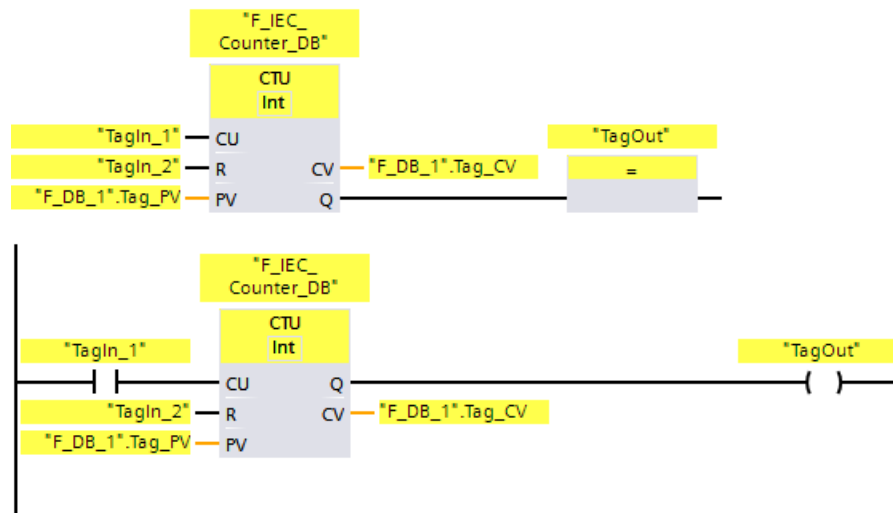 "F_IEC_
Counter_DB"
CTU
Int
"TagIn_1" CU "TagOut"
"TagIn_2" R CV "F_DB_1".Tag_CV =
"F_DB_1".Tag_PV PV Q
"F_IEC_
Counter_DB"
CTU
"TagIn_1" Int "TagOut"
CU Q
"TagIn_2" R CV "F_DB_1".Tag_CV
"F_DB_1".Tag_PV PV